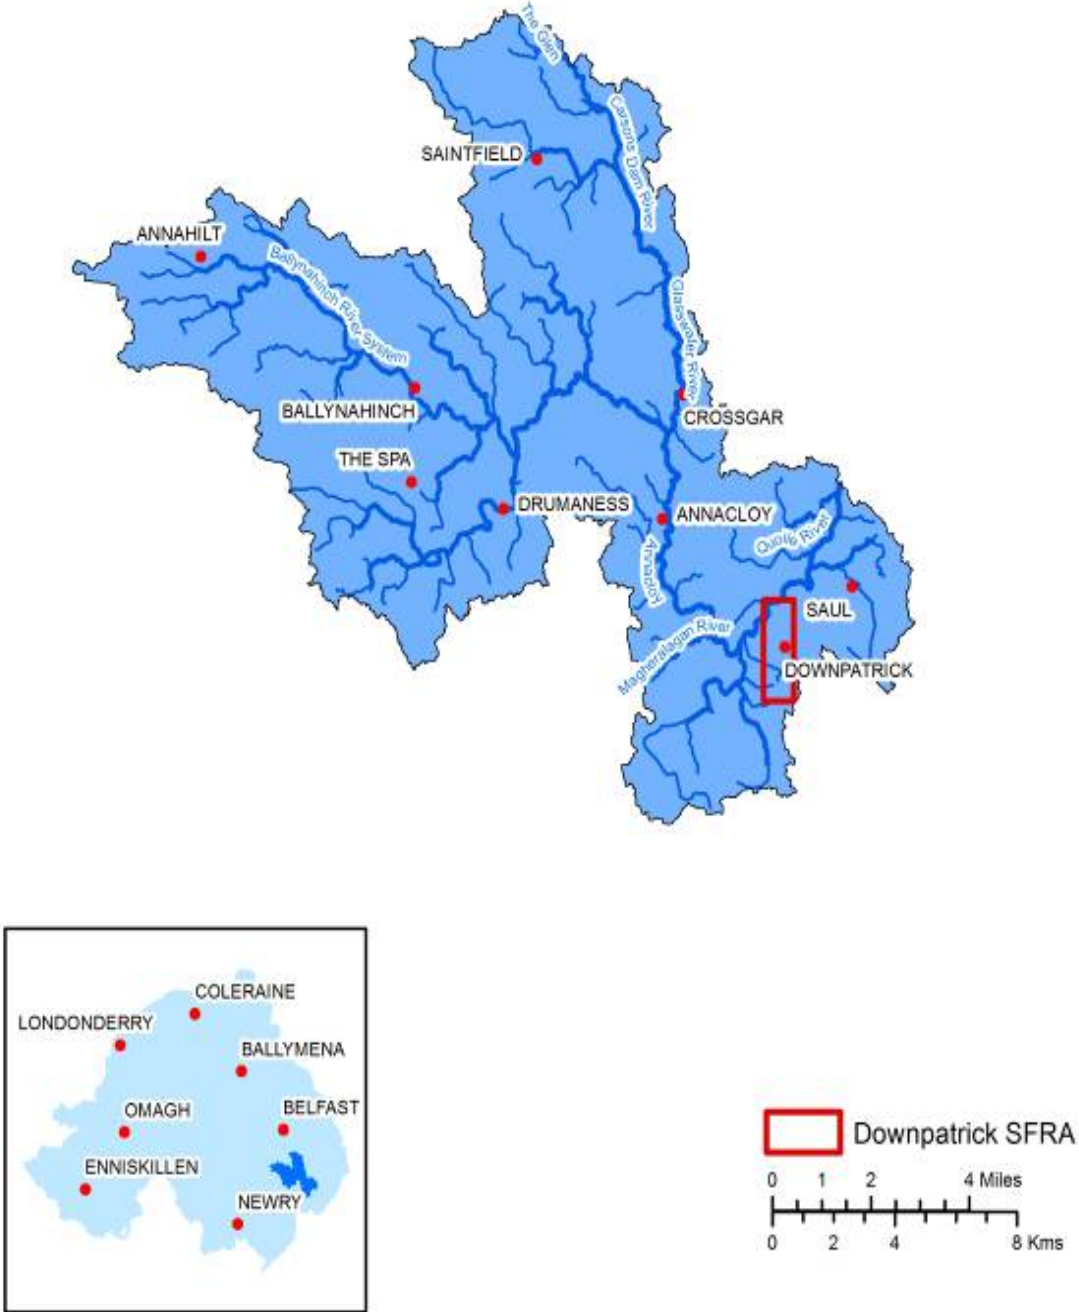 The Glen
Carsons Dam River
SAINTFIELD
ANNAHILT
Ballynahinch River System
Glasswater River
BALLYNAHINCH
CROSSGAR
THE SPA
DRUMANESS
ANNACLOY
Quoile River
Annacloy
SAUL
Magheralagan River
DOWNPATRICK
COLERAINE
LONDONDERRY
BALLYMENA
OMAGH
BELFAST
ENNISKILLEN
NEWRY
Downpatrick SFRA
0 1 2 4 Miles
0 2 4 8 Kms